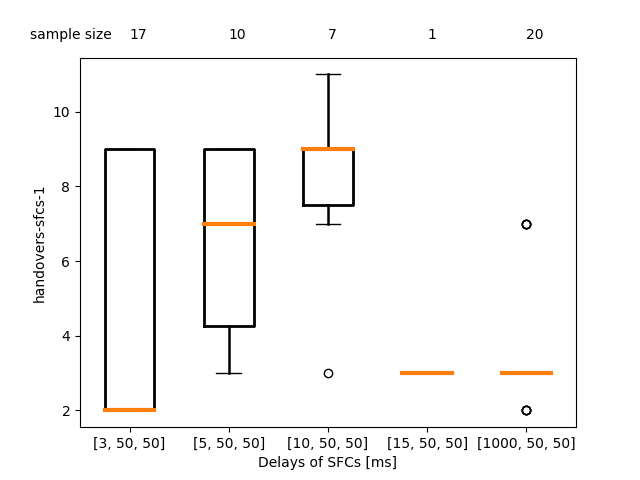 sample size 17 10 7 1 20
10
8
6
4
2
handovers-sfcs-1
[3, 50, 50] [5, 50, 50] [10, 50, 50] [15, 50, 50] [1000, 50, 50]
Delays of SFCs [ms]